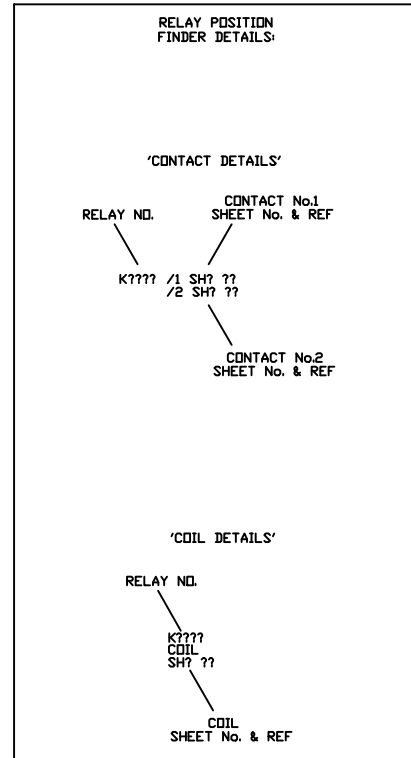 RELAY POSITION
FINDER DETAILS:
'CONTACT DETAILS'
CONTACT No.1
SHEET No. & REF
RELAY NO.
K???? /1 SH? ??
/2 SH? ??
CONTACT No.2
SHEET No. & REF
'COIL DETAILS'
RELAY NO.
K????
COIL
SH? ??
COIL
SHEET No. & REF